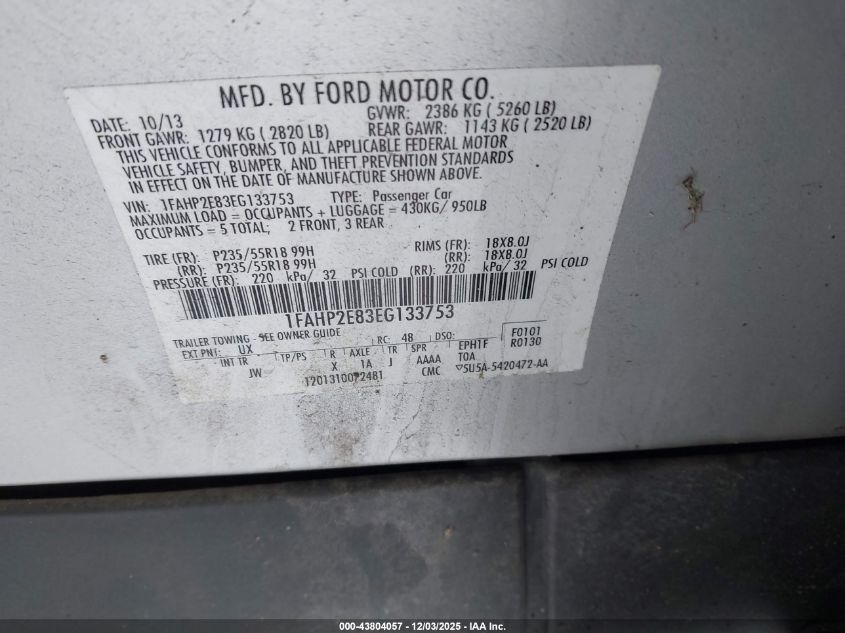 MFD. BY FORD MOTOR CO.
DATE: 10/13 GVWR: 2386 KG ( 5260 LB)
FRONT GAWR: 1279 KG ( 2820 LB) REAR GAWR: 1143 KG ( 2520 LB)
THIS VEHICLE CONFORMS TO ALL APPLICABLE FEDERAL MOTOR
VEHICLE SAFETY, BUMPER, AND THEFT PREVENTION STANDARDS
IN EFFECT ON THE DATE OF MANUFACTURE SHOWN ABOVE.
VIN: 1FAHP2E83EG133753 TYPE: Passenger Car
MAXIMUM LOAD = OCCUPANTS + LUGGAGE = 430KG/ 950LB
OCCUPANTS = 5 TOTAL; 2 FRONT, 3 REAR
TIRE (FR): P235/55R18 99H RIMS (FR): 18X8.0J
(RR): P235/55R18 99H (RR): 18X8.0J
PRESSURE (FR): 220 kPa/ 32 PSI COLD (RR): 220 kPa/ 32 PSI COLD
1FAHP2E83EG133753
TRAILER TOWING - SEE OWNER GUIDE F0101
EXT PNT: UX RC: 48 DSO: R0130
INT TR TP/PS R AXLE TR SPR EPH1F
JW X 1A J AAAA TOA
1201310072481 CMC ▽5U5A-5420472-AA
000-43804057 - 12/03/2025 - IAA Inc.